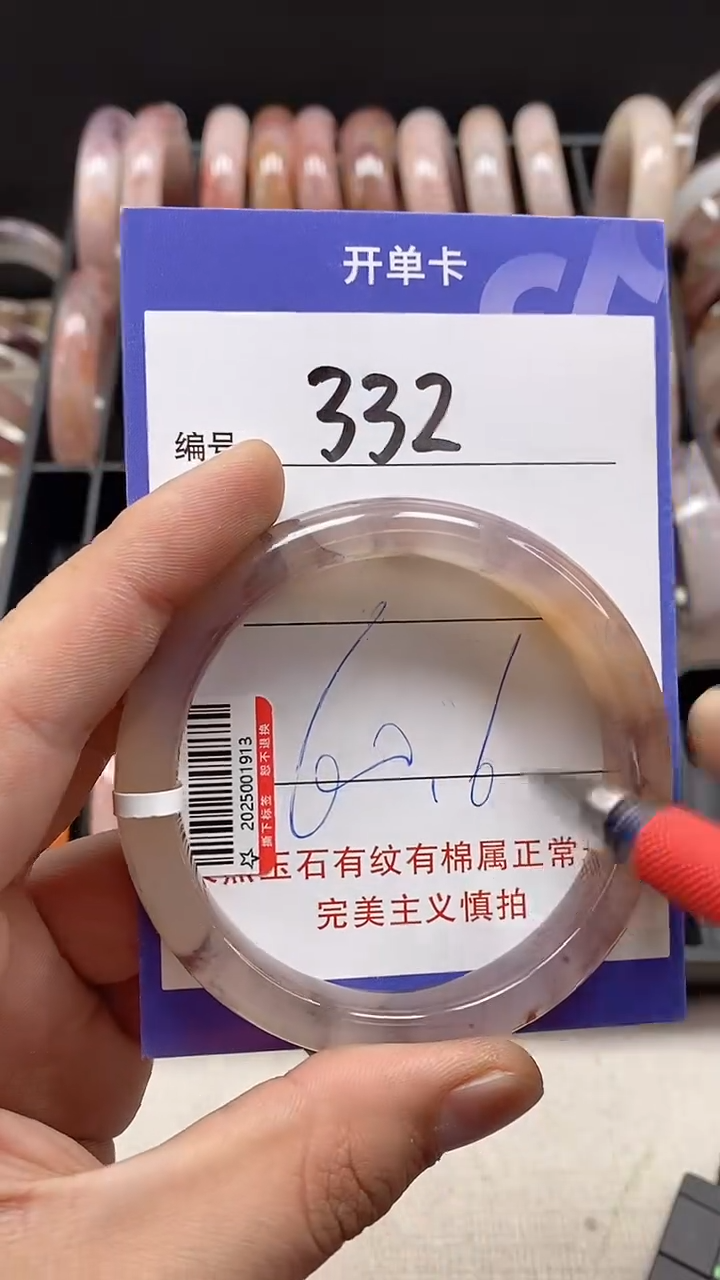 开单卡
编号 332
60.6
2025001913
撕下标签 恕不退换
玉石有纹有棉属正常
完美主义慎拍